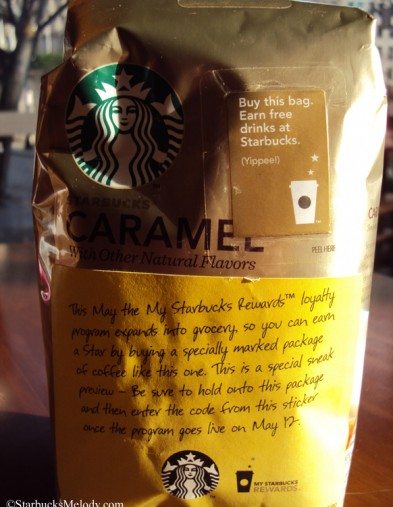 Buy this bag.
Earn free
drinks at
Starbucks.
(Yippee!)
STARBUCKS
CARAMEL
With Other Natural Flavors
PEEL HERE
This May the My Starbucks Rewards™ loyalty
program expands into grocery, so you can earn
a Star by buying a specially marked package
of coffee like this one. This is a special sneak
preview – Be sure to hold onto this package
and then enter the code from this sticker
once the program goes live on May 12.
MY STARBUCKS
REWARDS™
©StarbucksMelody.com